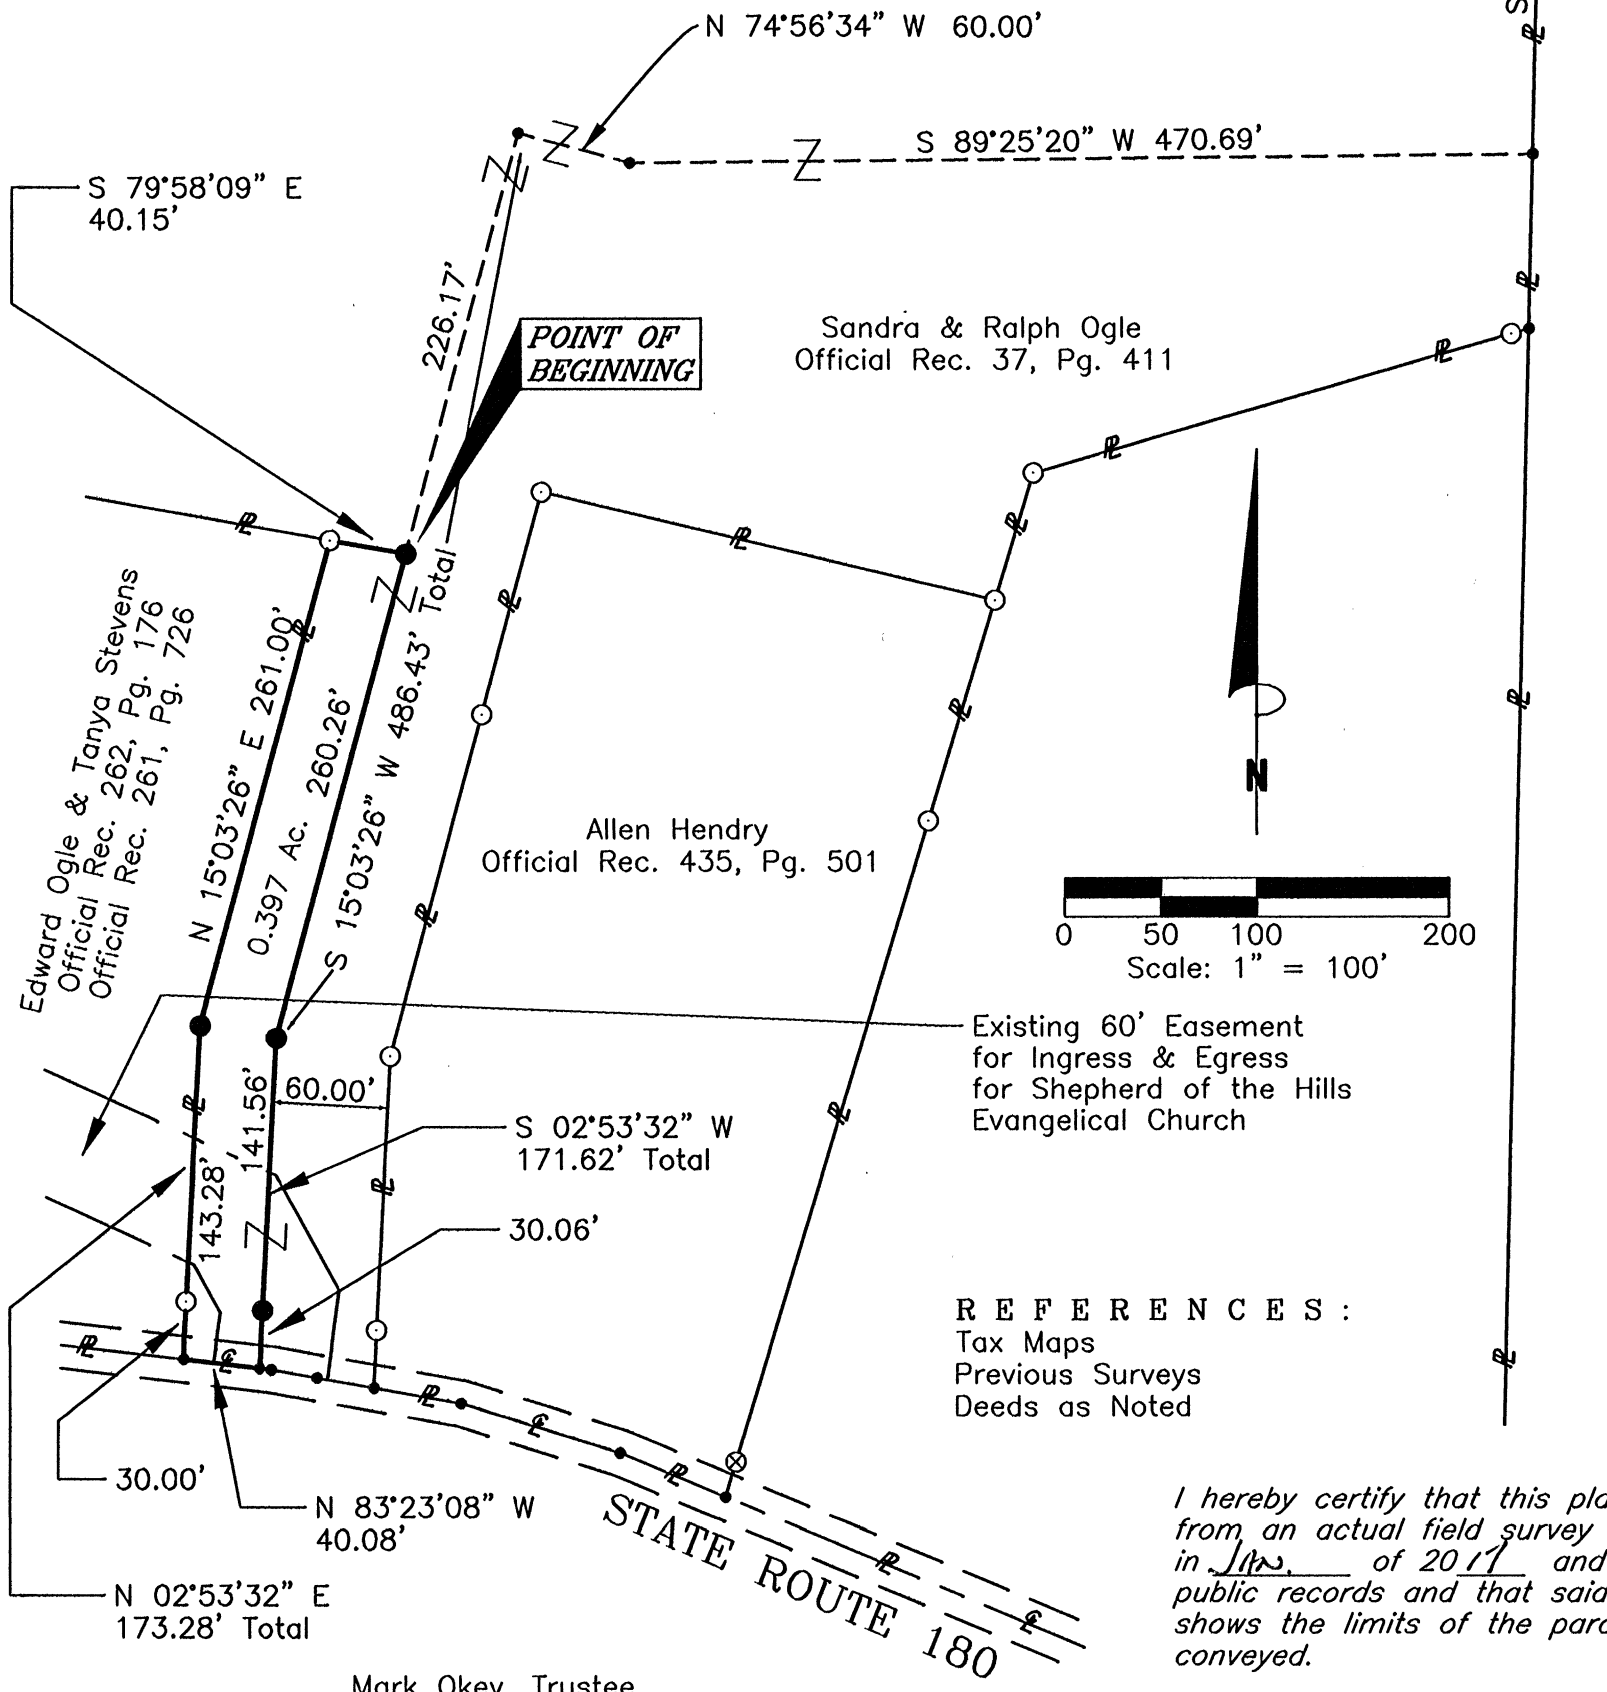 S
N 74°56'34" W 60.00'
S 89°25'20" W 470.69'
S 79°58'09" E
40.15'
226.17'
POINT OF
BEGINNING
Sandra & Ralph Ogle
Official Rec. 37, Pg. 411
Edward Ogle & Tanya Stevens
Official Rec. 262, Pg. 176
Official Rec. 261, Pg. 726
N 15°03'26" E 261.00'
0.397 Ac. 260.26'
S 15°03'26" W 486.43' Total
Allen Hendry
Official Rec. 435, Pg. 501
N
0 50 100 200
Scale: 1" = 100'
Existing 60' Easement
for Ingress & Egress
for Shepherd of the Hills
Evangelical Church
60.00'
141.56'
143.28'
S 02°53'32" W
171.62' Total
30.06'
REFERENCES:
Tax Maps
Previous Surveys
Deeds as Noted
30.00'
N 83°23'08" W
40.08'
N 02°53'32" E
173.28' Total
STATE ROUTE 180
I hereby certify that this pla
from an actual field survey
in JAN. of 2017 and
public records and that said
shows the limits of the parc
conveyed.
Mark Okey, Trustee